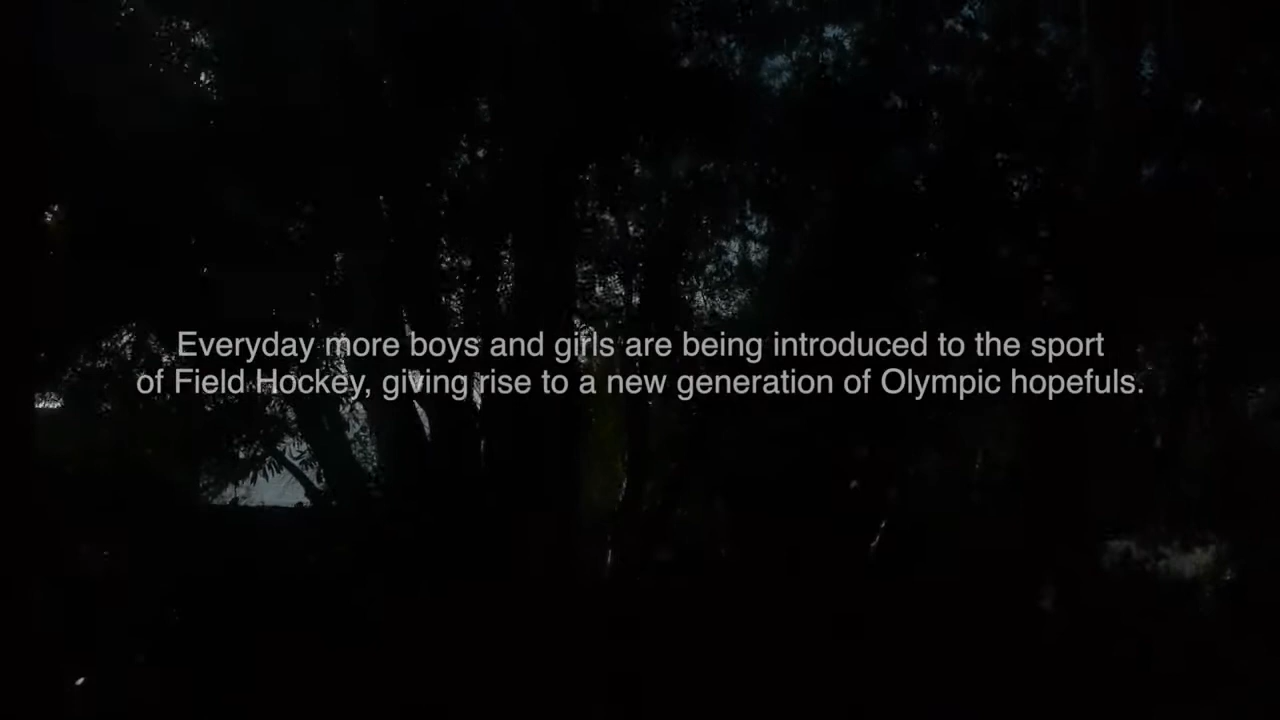 Everyday more boys and girls are being introduced to the sport
of Field Hockey, giving rise to a new generation of Olympic hopefuls.